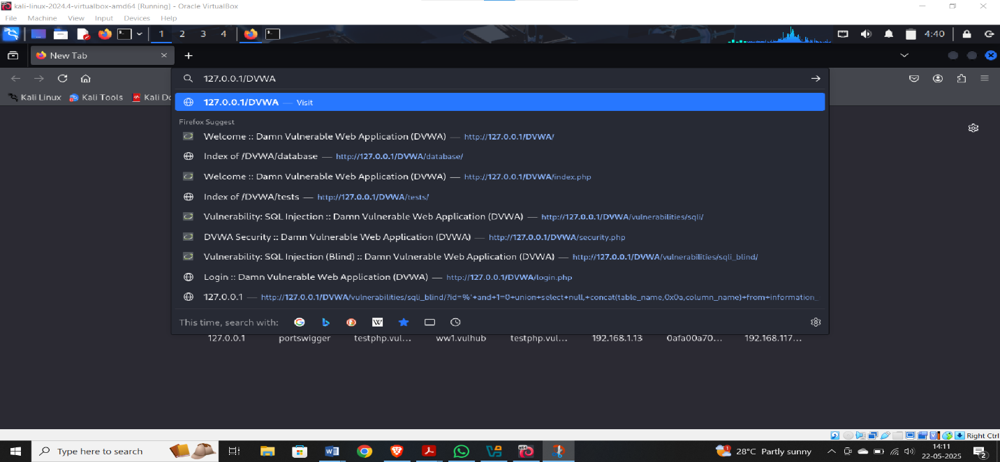 kali-linux-2024.4-virtualbox-amd64 [Running] - Oracle VirtualBox
File Machine View Input Devices Help
1 2 3 4 4:40
New Tab
127.0.0.1/DVWA
Kali Linux Kali Tools Kali Do
127.0.0.1/DVWA — Visit
Firefox Suggest
Welcome :: Damn Vulnerable Web Application (DVWA) — http://127.0.0.1/DVWA/
Index of /DVWA/database — http://127.0.0.1/DVWA/database/
Welcome :: Damn Vulnerable Web Application (DVWA) — http://127.0.0.1/DVWA/index.php
Index of /DVWA/tests — http://127.0.0.1/DVWA/tests/
Vulnerability: SQL Injection :: Damn Vulnerable Web Application (DVWA) — http://127.0.0.1/DVWA/vulnerabilities/sqli/
DVWA Security :: Damn Vulnerable Web Application (DVWA) — http://127.0.0.1/DVWA/security.php
Vulnerability: SQL Injection (Blind) :: Damn Vulnerable Web Application (DVWA) — http://127.0.0.1/DVWA/vulnerabilities/sqli_blind/
Login :: Damn Vulnerable Web Application (DVWA) — http://127.0.0.1/DVWA/login.php
127.0.0.1 — http://127.0.0.1/DVWA/vulnerabilities/sqli_blind/?id=%'+and+1=0+union+select+null,+concat(table_name,0x0a,column_name)+from+information_
This time, search with:
127.0.0.1 portswigger testphp.vul... ww1.vulhub testphp.vul... 192.168.1.13 0afa00a70... 192.168.117...
Right Ctrl
Type here to search 28°C Partly sunny 14:11
22-05-2025 2